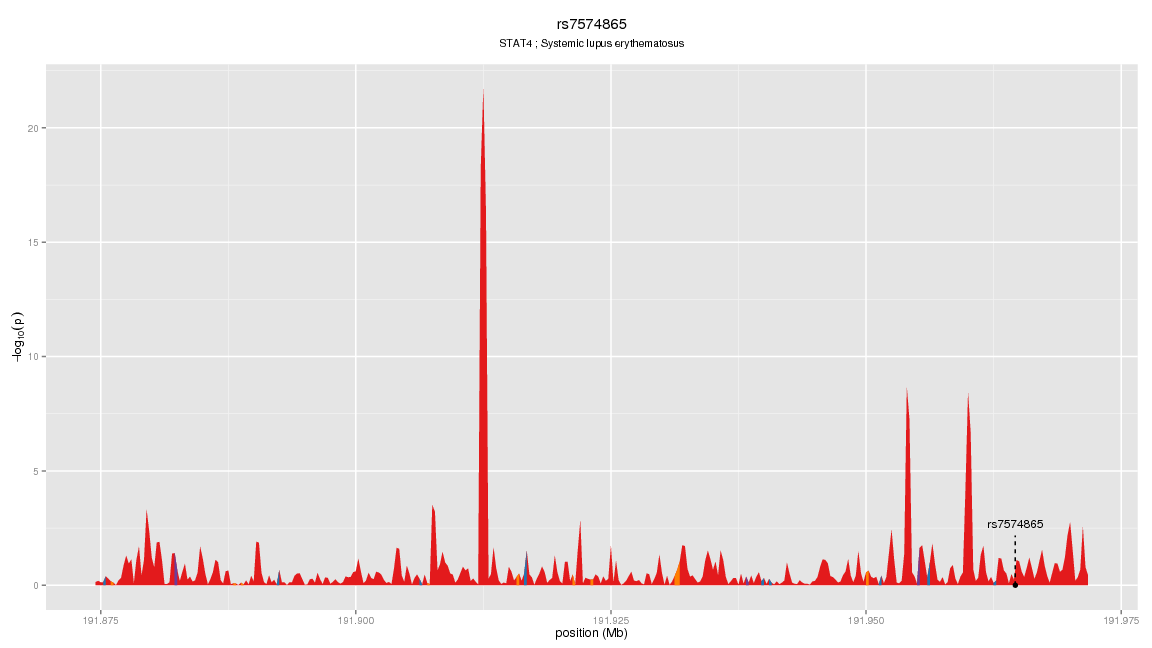 rs7574865
STAT4 ; Systemic lupus erythematosus
20
15
10
5
0
−log10(p)
rs7574865
191.875
191.900
191.925
191.950
191.975
position (Mb)